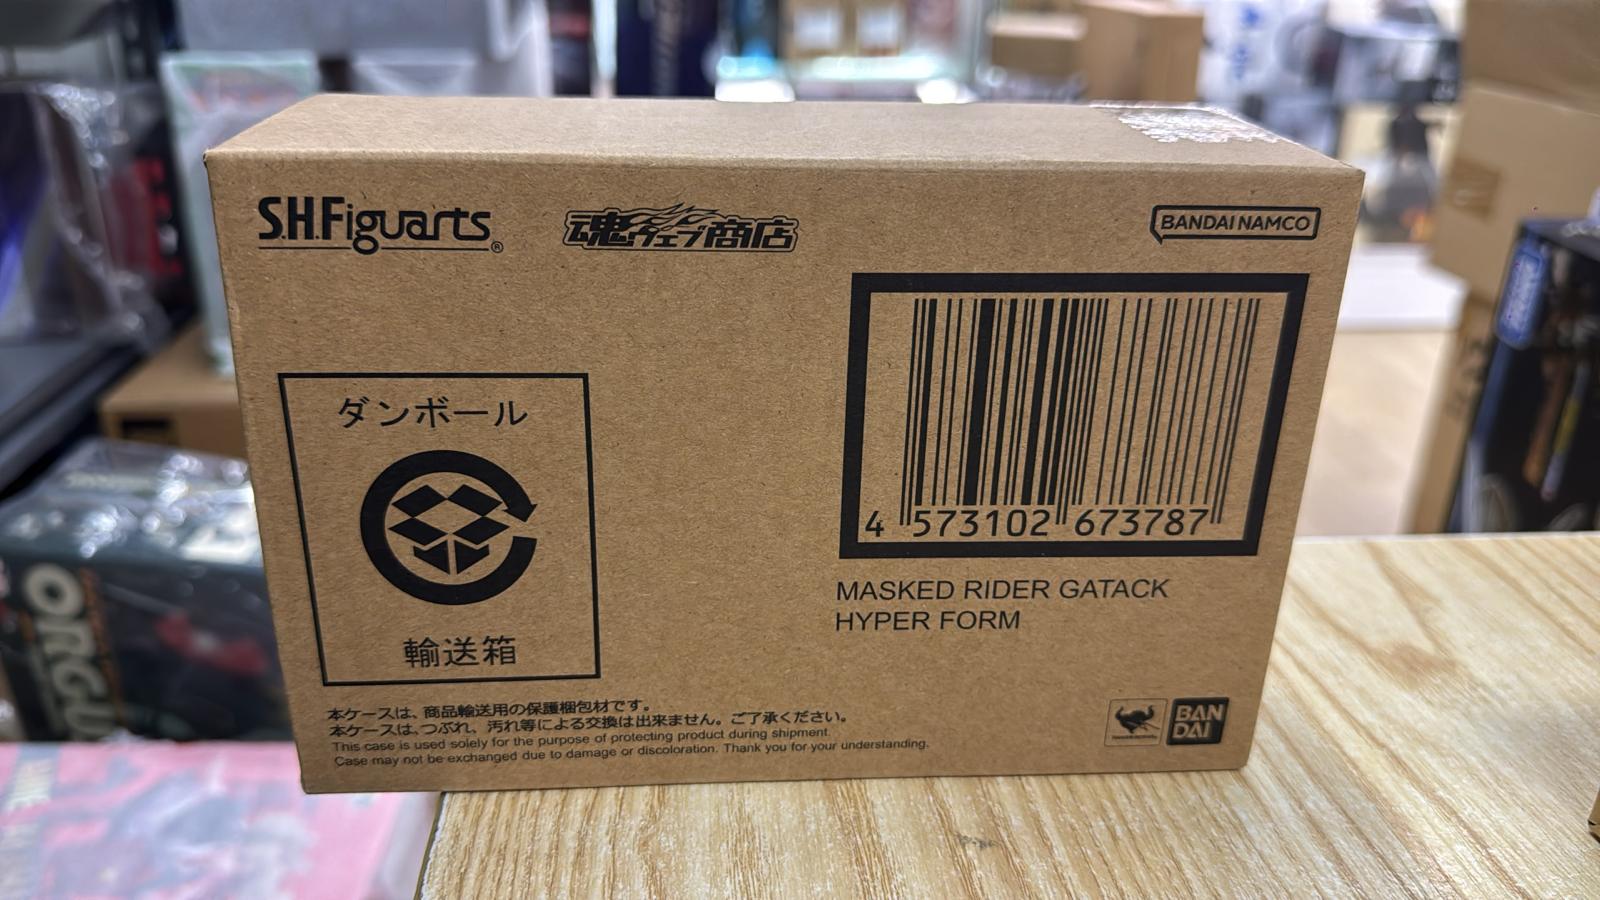 S.H.Figuarts®
魂ウェブ商店
BANDAI NAMCO
ダンボール
輸送箱
4 573102 673787
MASKED RIDER GATACK
HYPER FORM
本ケースは、商品輸送用の保護梱包材です。
本ケースは、つぶれ、汚れ等による交換は出来ません。ご了承ください。
This case is used solely for the purpose of protecting product during shipment.
Case may not be exchanged due to damage or discoloration. Thank you for your understanding.
BAN
DAI